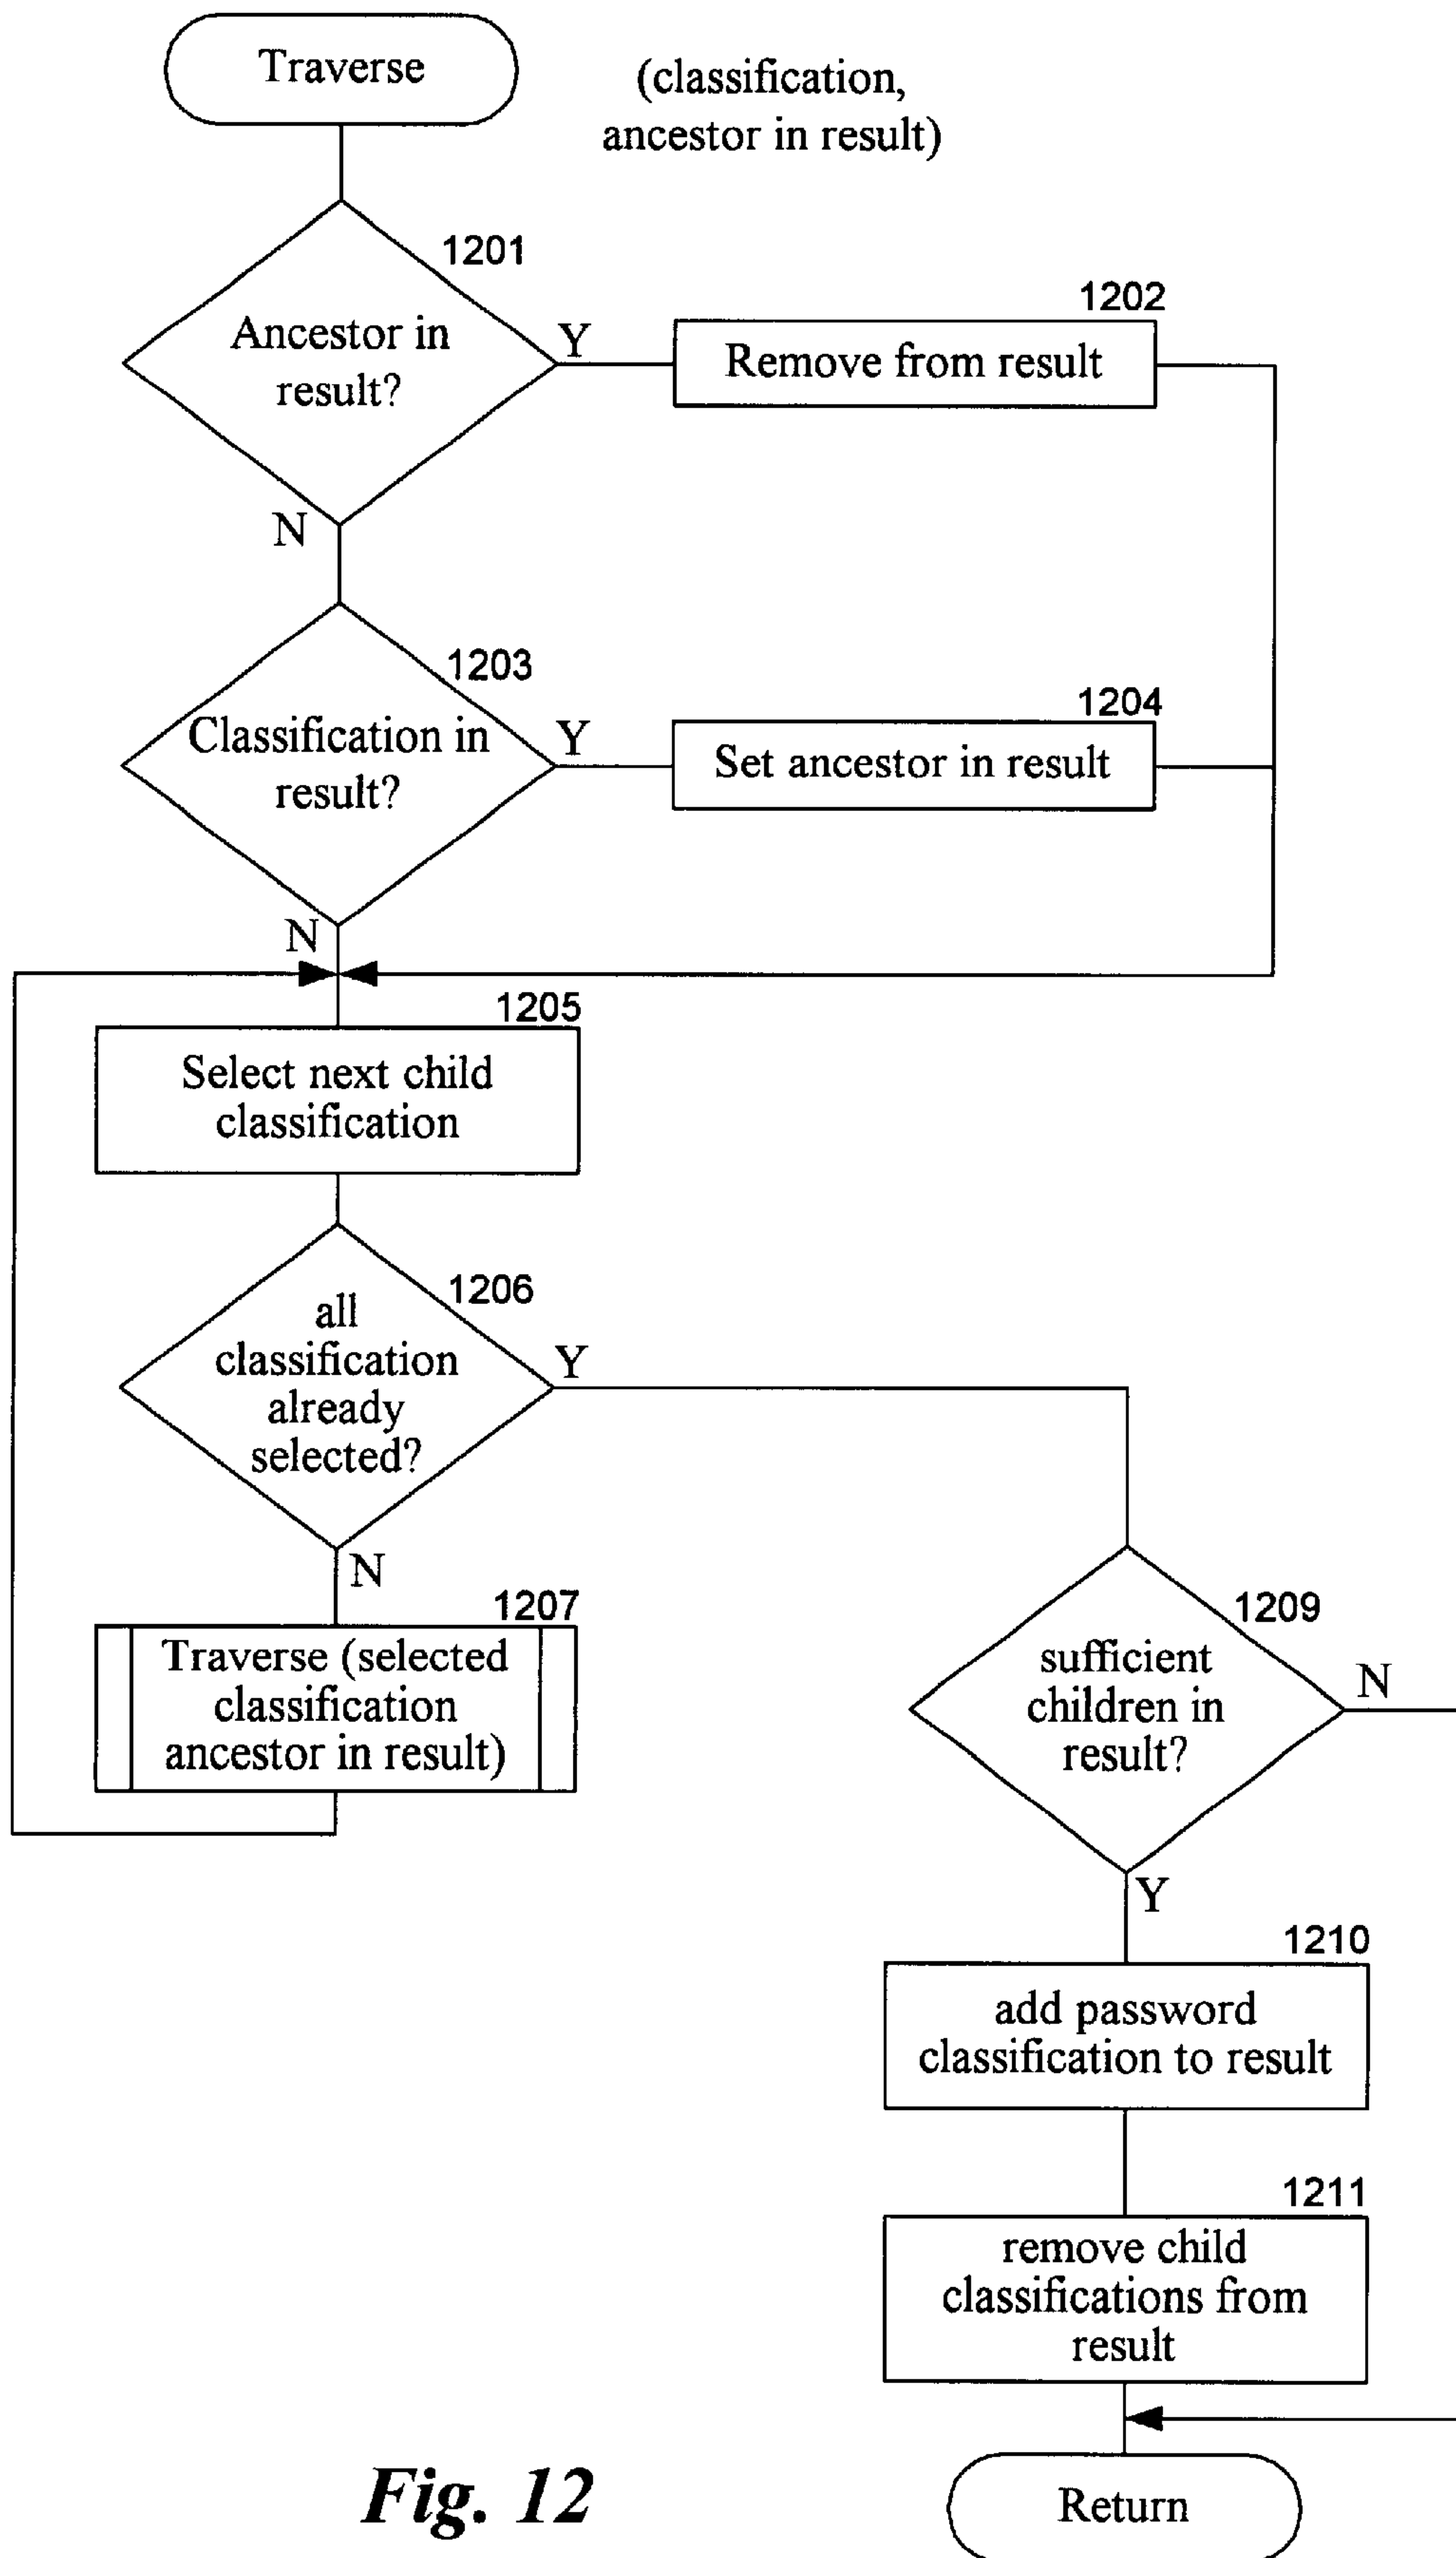 Traverse
(classification,
ancestor in result)
1201
Ancestor in
result?
Y
N
1202
Remove from result
1203
Classification in
result?
Y
N
1204
Set ancestor in result
1205
Select next child
classification
1206
all
classification
already
selected?
Y
N
1207
Traverse (selected
classification
ancestor in result)
1209
sufficient
children in
result?
N
Y
1210
add password
classification to result
1211
remove child
classifications from
result
Return
Fig. 12